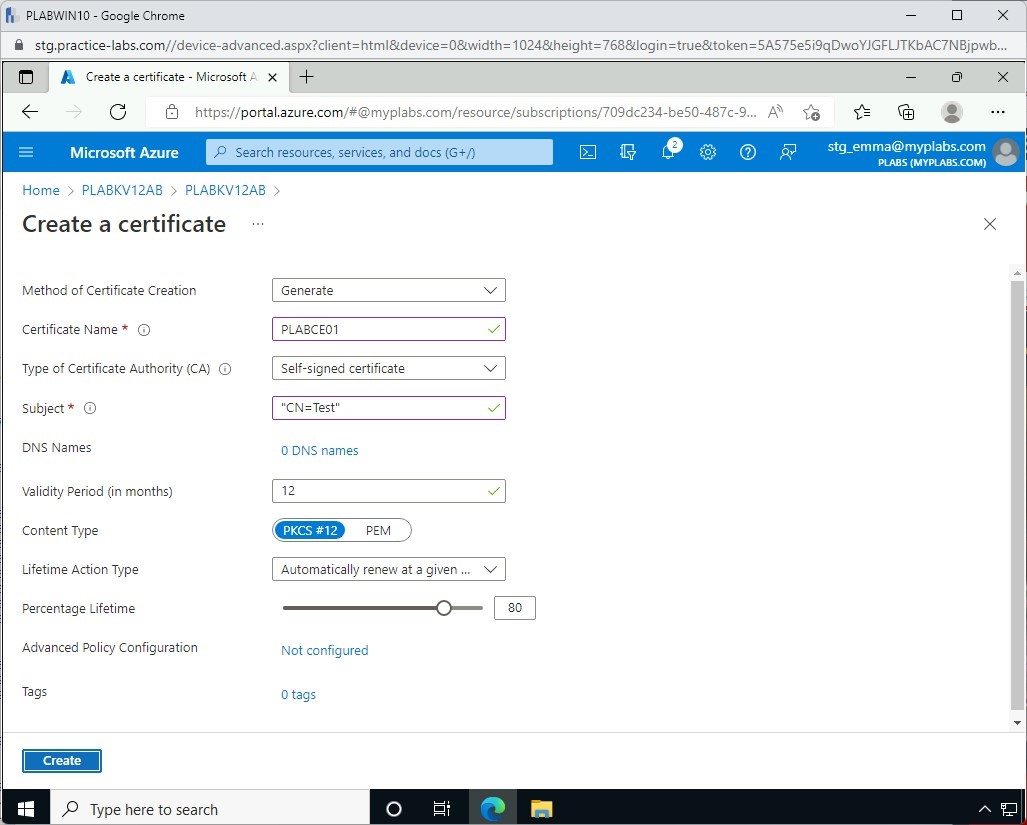 PLABWIN10 - Google Chrome
stg.practice-labs.com//device-advanced.aspx?client=html&device=0&width=1024&height=768&login=true&token=5A575e5i9qDwoYJGFLJTKbAC7NBjpwb...
Create a certificate - Microsoft A
https://portal.azure.com/#@myplabs.com/resource/subscriptions/709dc234-be50-487c-9...
Microsoft Azure
Search resources, services, and docs (G+/)
2
stg_emma@myplabs.com
PLABS (MYPLABS.COM)
Home > PLABKV12AB > PLABKV12AB >
Create a certificate ...
Method of Certificate Creation Generate
Certificate Name * PLABCE01
Type of Certificate Authority (CA) Self-signed certificate
Subject * "CN=Test"
DNS Names 0 DNS names
Validity Period (in months) 12
Content Type PKCS #12 PEM
Lifetime Action Type Automatically renew at a given ...
Percentage Lifetime 80
Advanced Policy Configuration Not configured
Tags 0 tags
Create
Type here to search